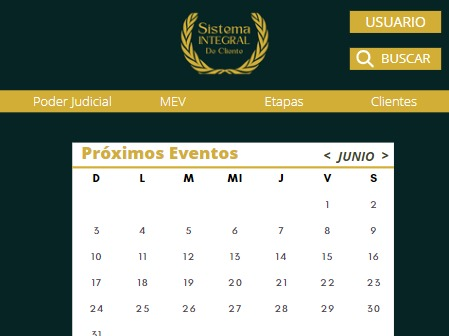 Sistema
INTEGRAL
De Cliente
USUARIO
BUSCAR
Poder Judicial MEV Etapas Clientes
Próximos Eventos < JUNIO >
D L M MI J V S
1 2
3 4 5 6 7 8 9
10 11 12 13 14 15 16
17 18 19 20 21 22 23
24 25 26 27 28 29 30
31